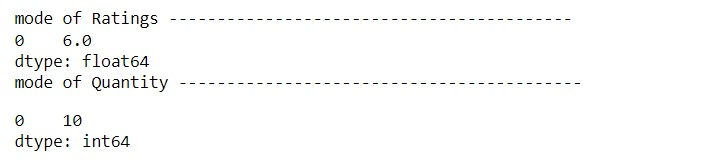 mode of Ratings ------------------------------------------
0    6.0
dtype: float64
mode of Quantity ------------------------------------------
0    10
dtype: int64